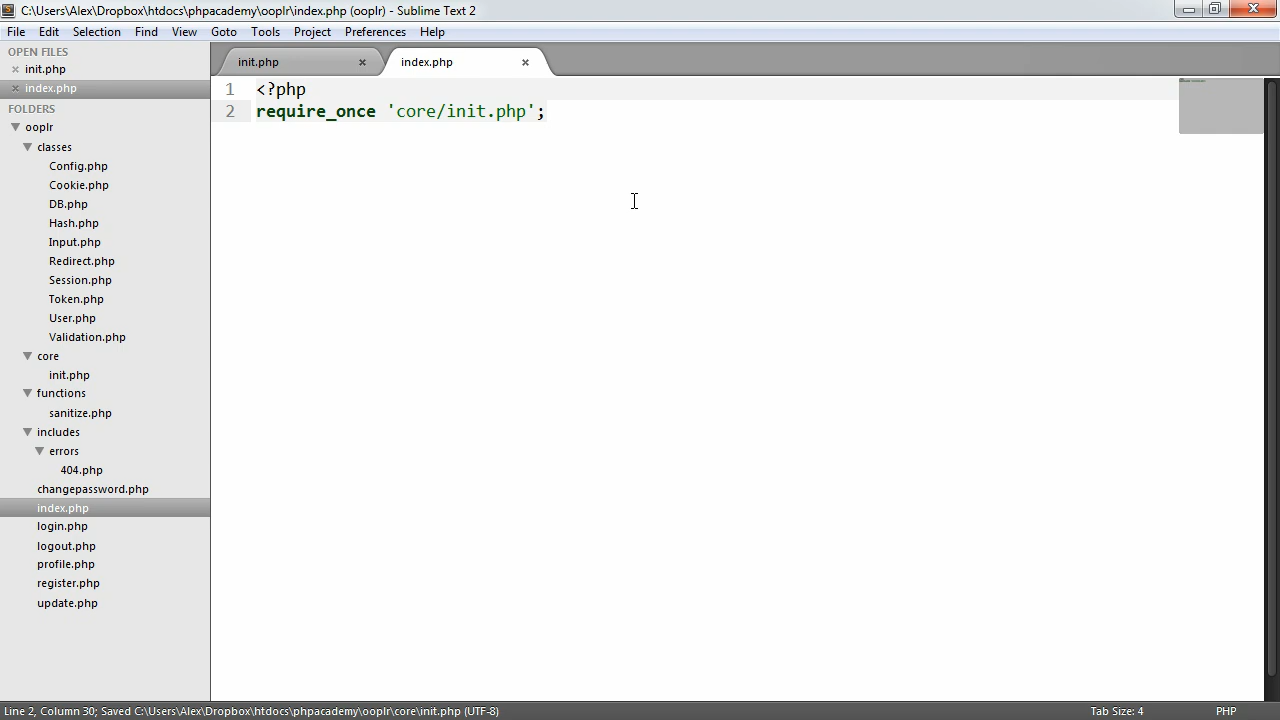 C:\Users\Alex\Dropbox\htdocs\phpacademy\ooplr\index.php (ooplr) - Sublime Text 2
File Edit Selection Find View Goto Tools Project Preferences Help
OPEN FILES
init.php
index.php
FOLDERS
ooplr
classes
Config.php
Cookie.php
DB.php
Hash.php
Input.php
Redirect.php
Session.php
Token.php
User.php
Validation.php
core
init.php
functions
sanitize.php
includes
errors
404.php
changepassword.php
index.php
login.php
logout.php
profile.php
register.php
update.php
init.php index.php
1 <?php
2 require_once 'core/init.php';
Line 2, Column 30; Saved C:\Users\Alex\Dropbox\htdocs\phpacademy\ooplr\core\init.php (UTF-8) Tab Size: 4 PHP